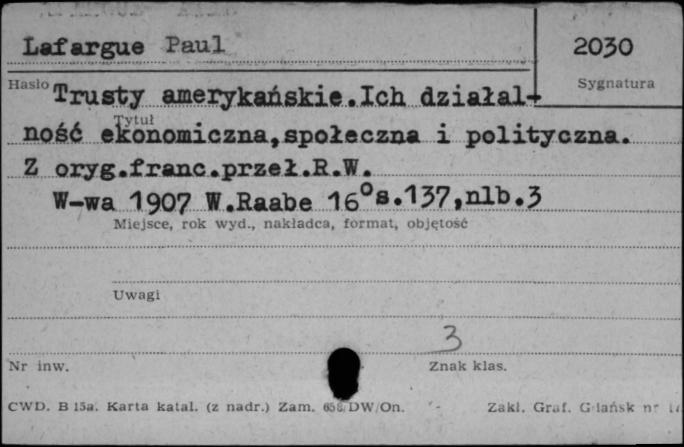 Lafargue Paul 2030
Hasło Sygnatura
Trusty amerykańskie.Ich działal-
Tytuł
ność ekonomiczna,społeczna i polityczna.
Z oryg.franc.przeł.R.W.
W-wa 1907 W.Raabe 16° s.137,nlb.3
Miejsce, rok wyd., nakładca, format, objętość
Uwagi
3
Nr inw. Znak klas.
CWD. B 15a. Karta katal. (z nadr.) Zam. DW/On. Zakł. Graf. Gdańsk nr